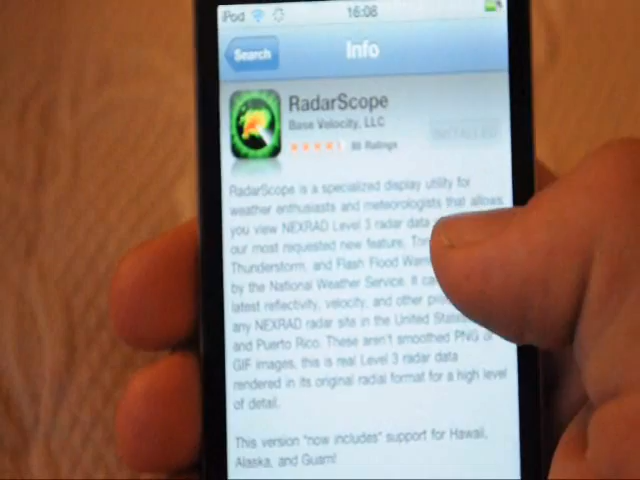 iPod 16:08
Search Info
RadarScope
Base Velocity, LLC
INSTALLED
Ratings
RadarScope is a specialized display utility for
weather enthusiasts and meteorologists that allows
you view NEXRAD Level 3 radar data
our most requested new feature,
Thunderstorm, and Flash Flood
by the National Weather Service. It
latest reflectivity, velocity, and other
any NEXRAD radar site in the United
and Puerto Rico. These aren't smoothed PNG or
GIF images, this is real Level 3 radar data
rendered in its original radial format for a high level
of detail.
This version "now includes" support for Hawaii,
Alaska, and Guam!